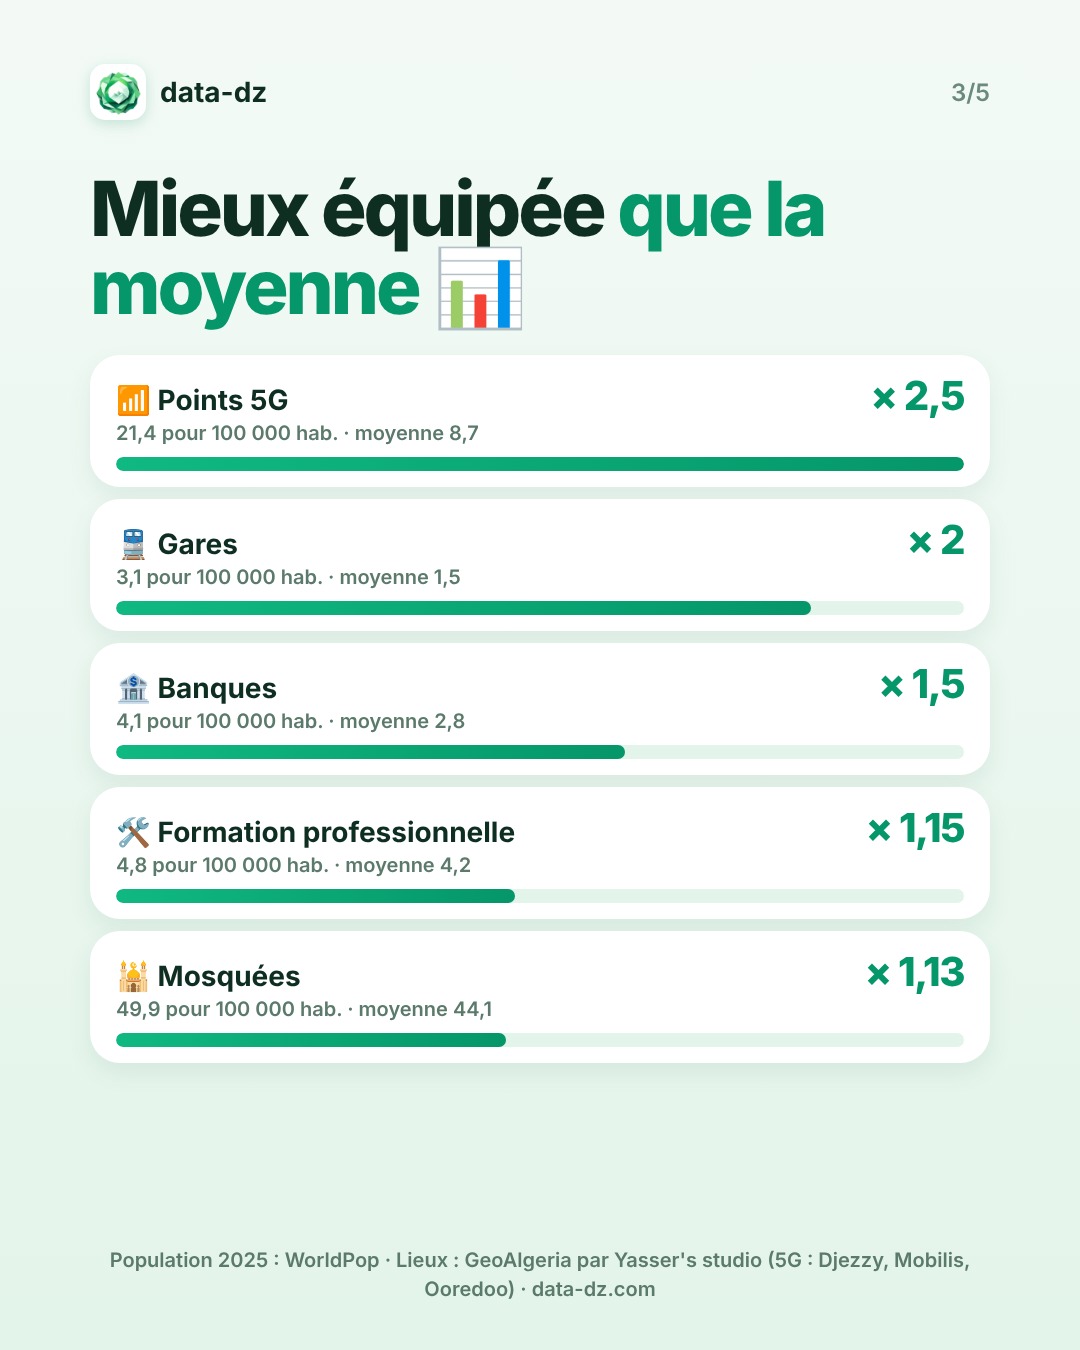 data-dz
3/5
Mieux équipée que la
moyenne
Points 5G
× 2,5
21,4 pour 100 000 hab. · moyenne 8,7
Gares
× 2
3,1 pour 100 000 hab. · moyenne 1,5
Banques
× 1,5
4,1 pour 100 000 hab. · moyenne 2,8
Formation professionnelle
× 1,15
4,8 pour 100 000 hab. · moyenne 4,2
Mosquées
× 1,13
49,9 pour 100 000 hab. · moyenne 44,1
Population 2025 : WorldPop · Lieux : GeoAlgeria par Yasser's studio (5G : Djezzy, Mobilis,
Ooredoo) · data-dz.com